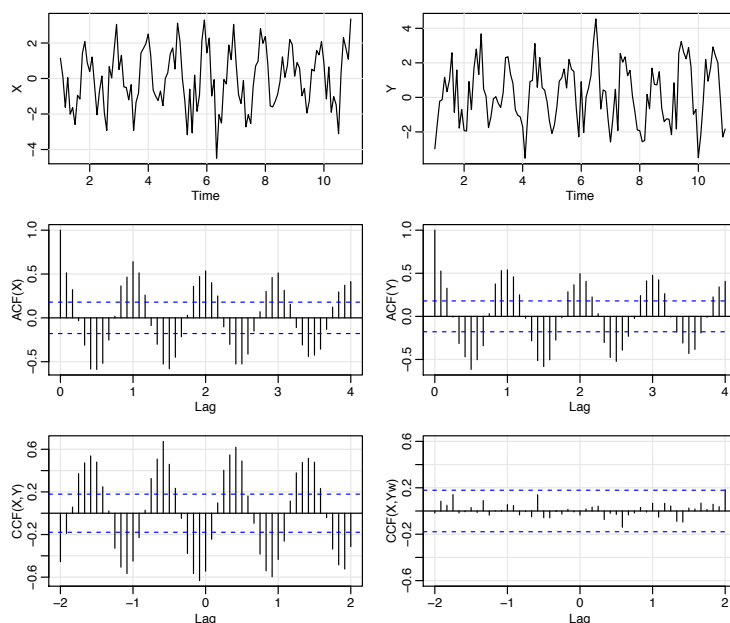 X
−4 −2 0 2
2 4 6 8 10
Time
Y
−2 0 2 4
2 4 6 8 10
Time
ACF(X)
−0.5 0.0 0.5 1.0
0 1 2 3 4
Lag
ACF(Y)
−0.5 0.0 0.5 1.0
0 1 2 3 4
Lag
CCF(X,Y)
−0.6 −0.2 0.2 0.6
−2 −1 0 1 2
Lag
CCF(X,Yw)
−0.6 −0.2 0.2 0.6
−2 −1 0 1 2
Lag